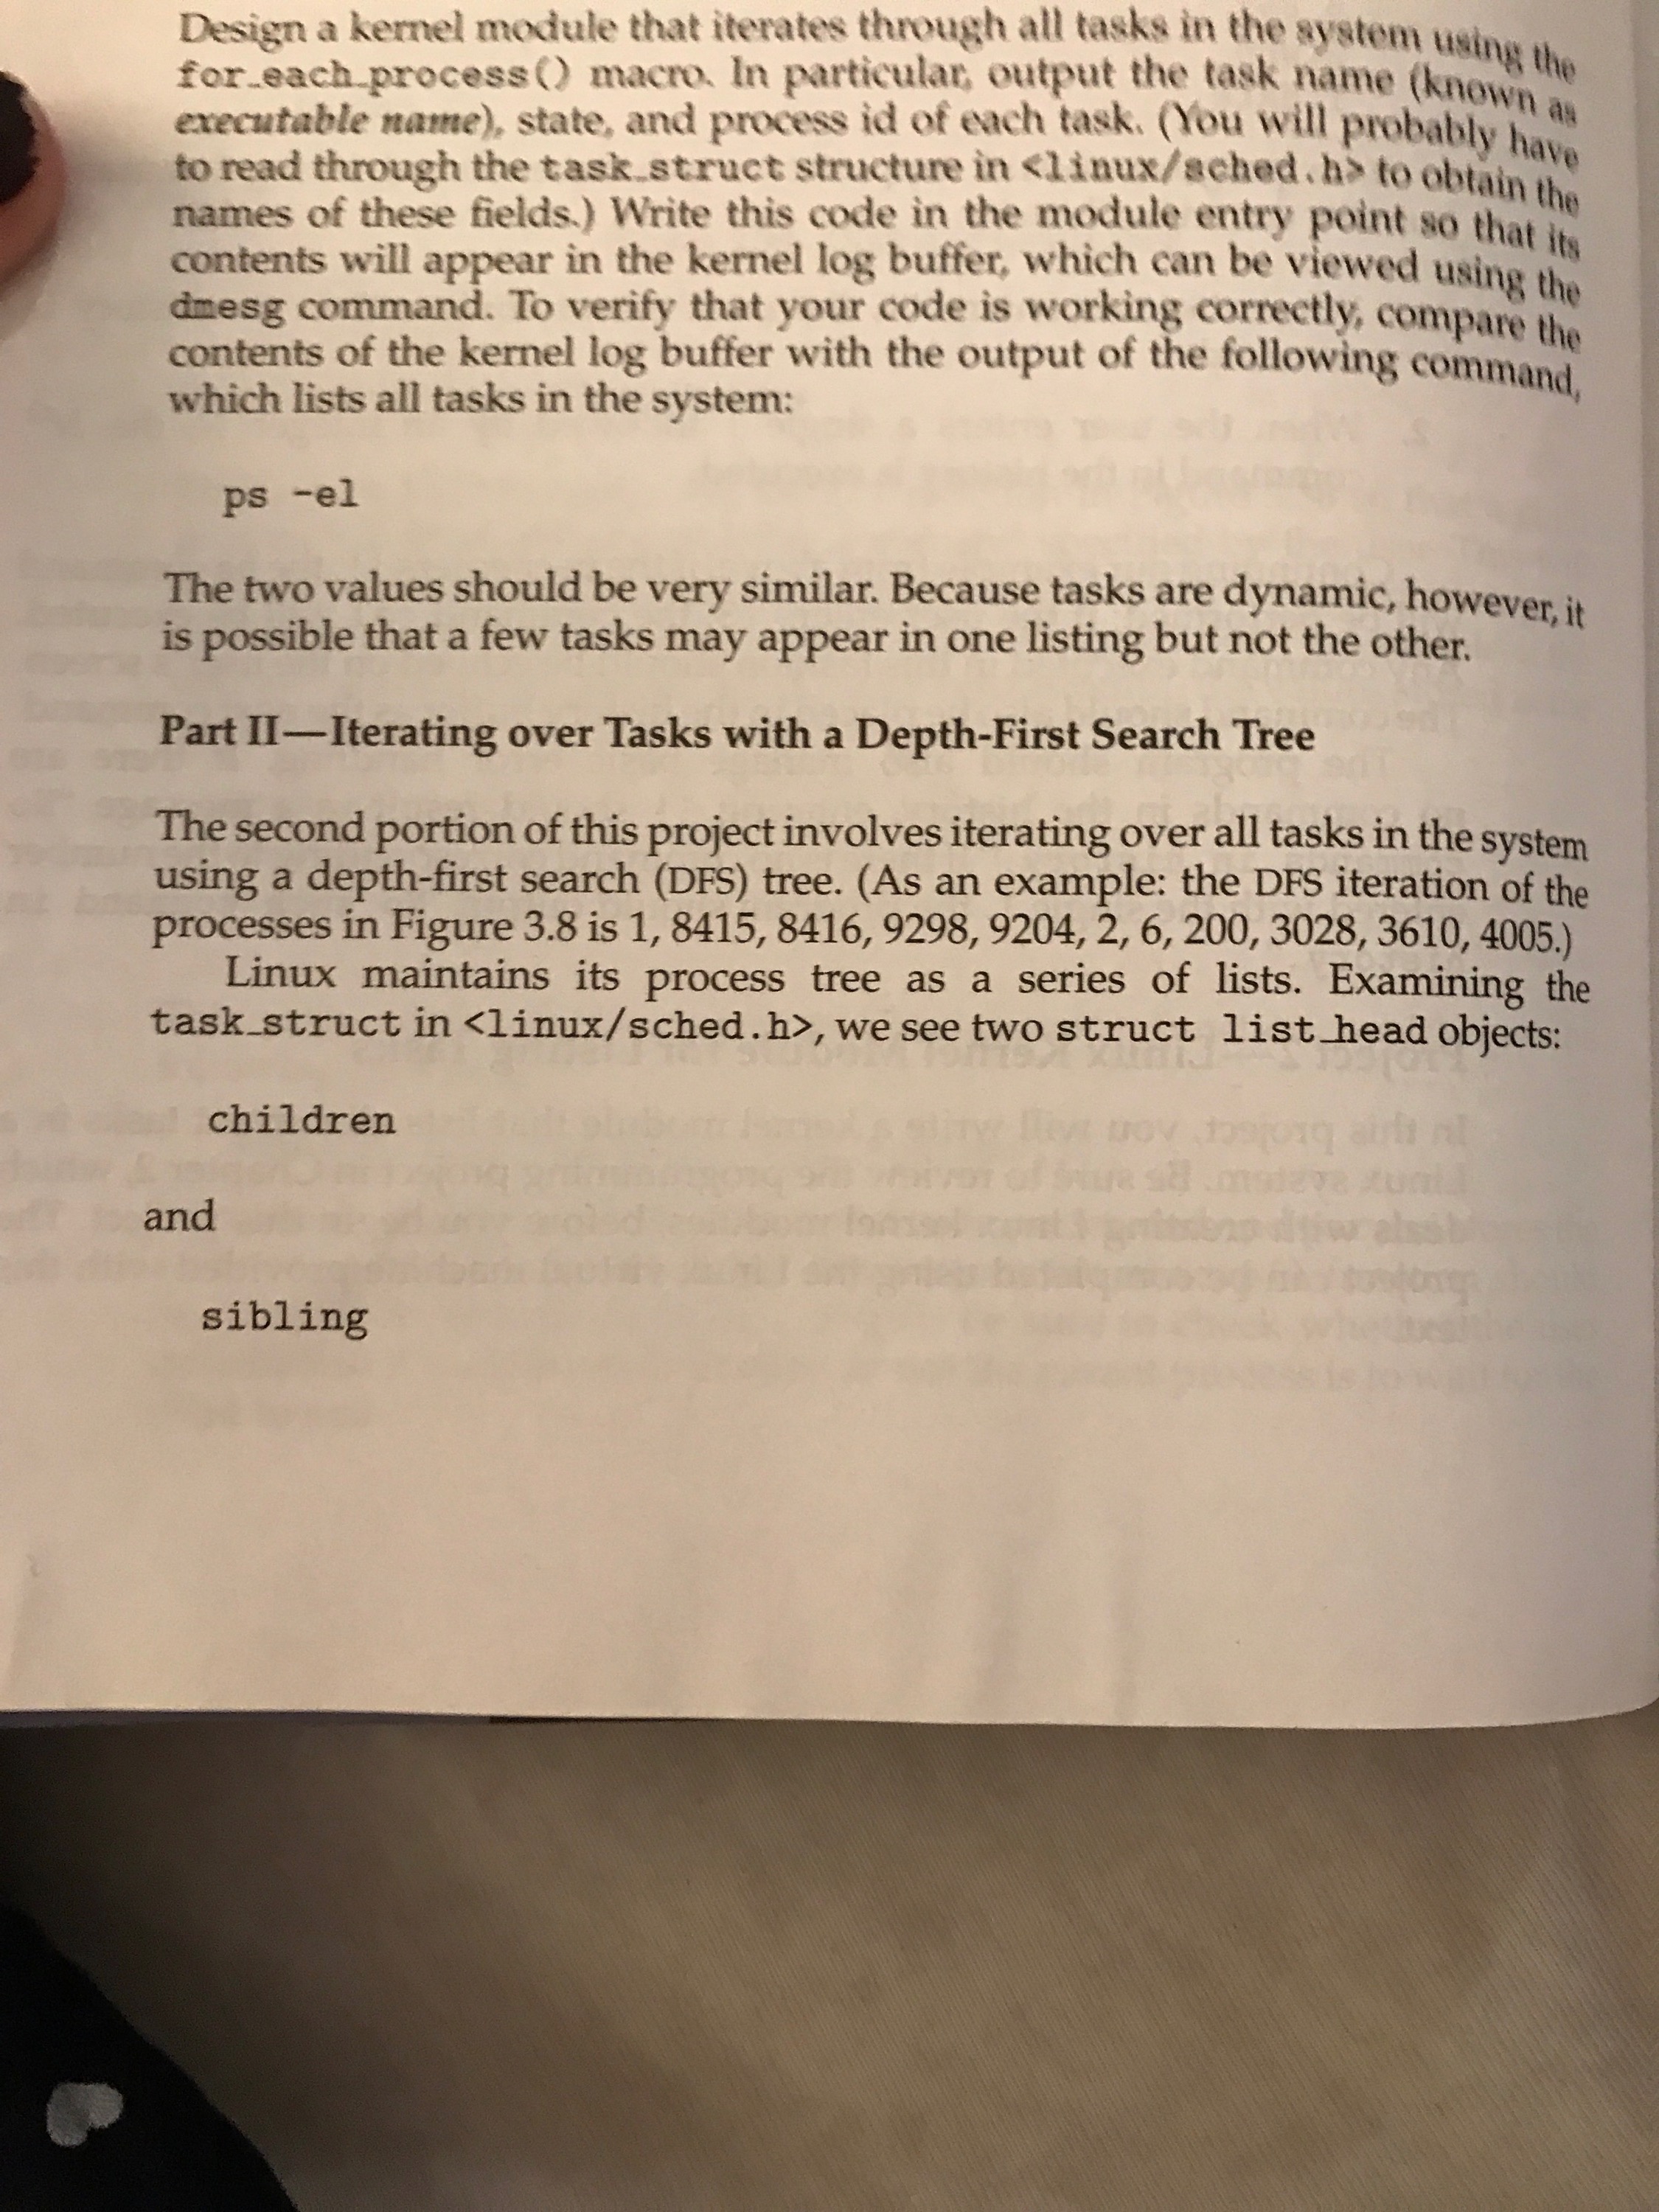 Design a kernel module that iterates through all tasks in the system using the
for_each_process() macro. In particular, output the task name (known as
executable name), state, and process id of each task. (You will probably have
to read through the task_struct structure in <linux/sched.h> to obtain the
names of these fields.) Write this code in the module entry point so that its
contents will appear in the kernel log buffer, which can be viewed using the
dmesg command. To verify that your code is working correctly, compare the
contents of the kernel log buffer with the output of the following command,
which lists all tasks in the system:
ps -el
The two values should be very similar. Because tasks are dynamic, however, it
is possible that a few tasks may appear in one listing but not the other.
Part II—Iterating over Tasks with a Depth-First Search Tree
The second portion of this project involves iterating over all tasks in the system
using a depth-first search (DFS) tree. (As an example: the DFS iteration of the
processes in Figure 3.8 is 1, 8415, 8416, 9298, 9204, 2, 6, 200, 3028, 3610, 4005.)
Linux maintains its process tree as a series of lists. Examining the
task_struct in <linux/sched.h>, we see two struct list_head objects:
children
and
sibling